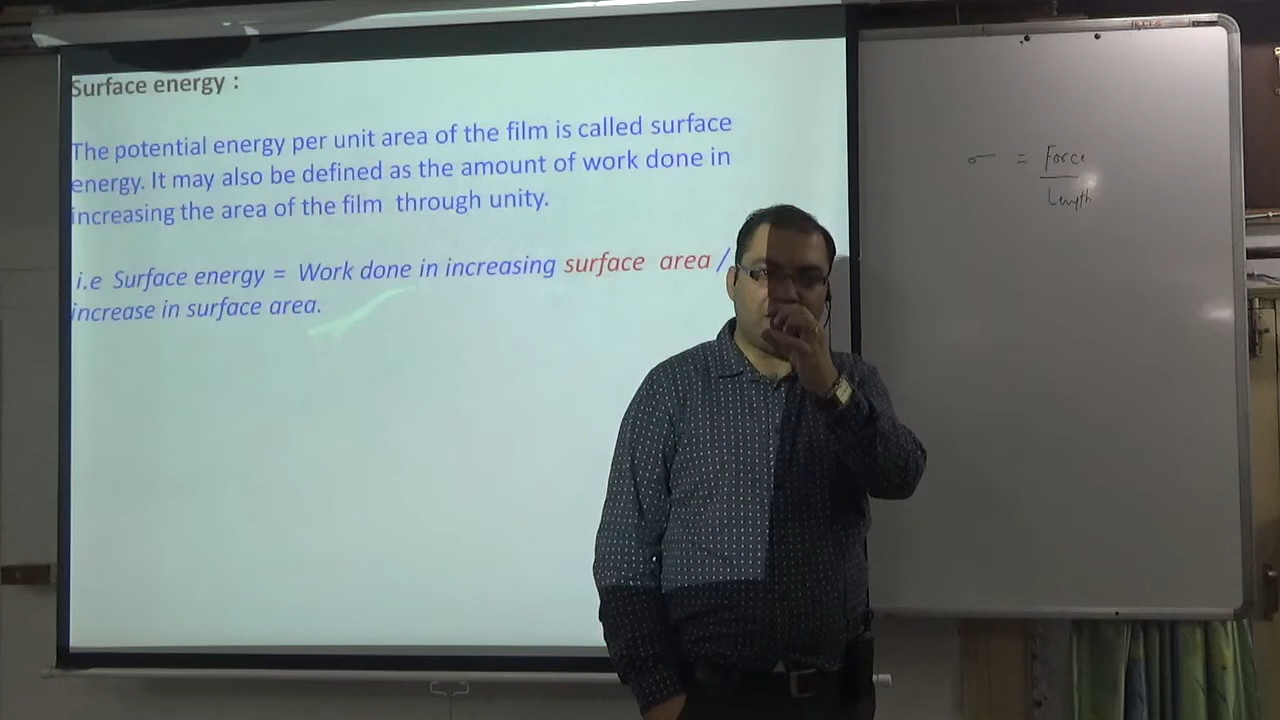 Surface energy :
The potential energy per unit area of the film is called surface
energy. It may also be defined as the amount of work done in
increasing the area of the film through unity.
i.e Surface energy = Work done in increasing surface area /
increase in surface area.
σ = Force
Length